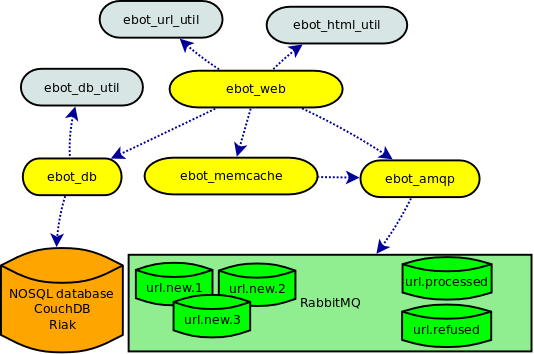 ebot_url_util
ebot_html_util
ebot_db_util
ebot_web
ebot_db
ebot_memcache
ebot_amqp
NOSQL database
CouchDB
Riak
url.new.1
url.new.2
url.new.3
RabbitMQ
url.processed
url.refused